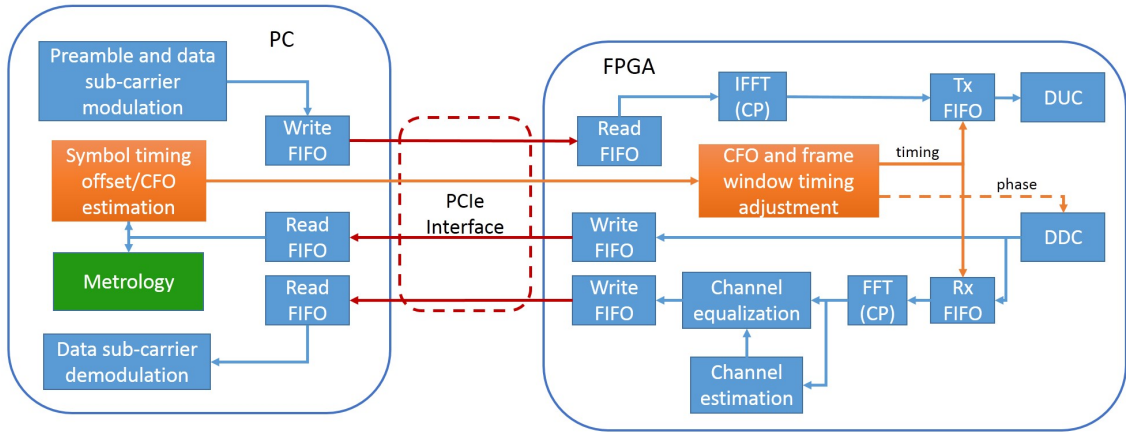 PC
Preamble and data
sub-carrier
modulation
Write
FIFO
Symbol timing
offset/CFO
estimation
Read
FIFO
Metrology
Read
FIFO
Data sub-carrier
demodulation
PCIe
Interface
FPGA
Read
FIFO
IFFT
(CP)
Tx
FIFO
DUC
CFO and frame
window timing
adjustment
timing
phase
Write
FIFO
DDC
Write
FIFO
Channel
equalization
FFT
(CP)
Rx
FIFO
Channel
estimation